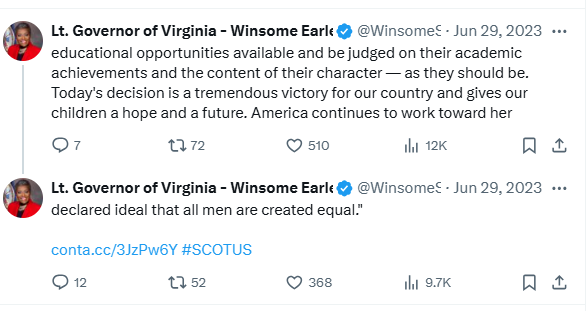 Lt. Governor of Virginia - Winsome Earle @WinsomeS · Jun 29, 2023
educational opportunities available and be judged on their academic
achievements and the content of their character — as they should be.
Today's decision is a tremendous victory for our country and gives our
children a hope and a future. America continues to work toward her
7 72 510 12K
Lt. Governor of Virginia - Winsome Earle @WinsomeS · Jun 29, 2023
declared ideal that all men are created equal."
conta.cc/3JzPw6Y #SCOTUS
12 52 368 9.7K